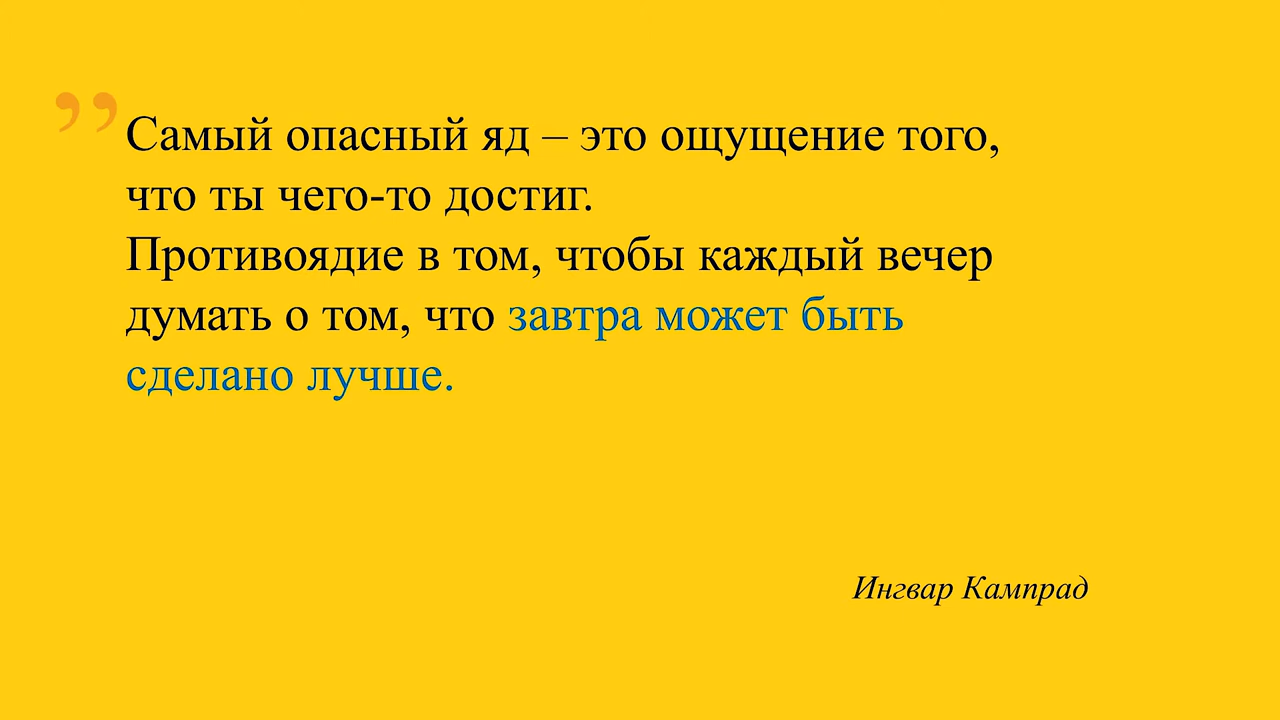 ”Самый опасный яд – это ощущение того,
что ты чего-то достиг.
Противоядие в том, чтобы каждый вечер
думать о том, что завтра может быть
сделано лучше.
Ингвар Кампрад